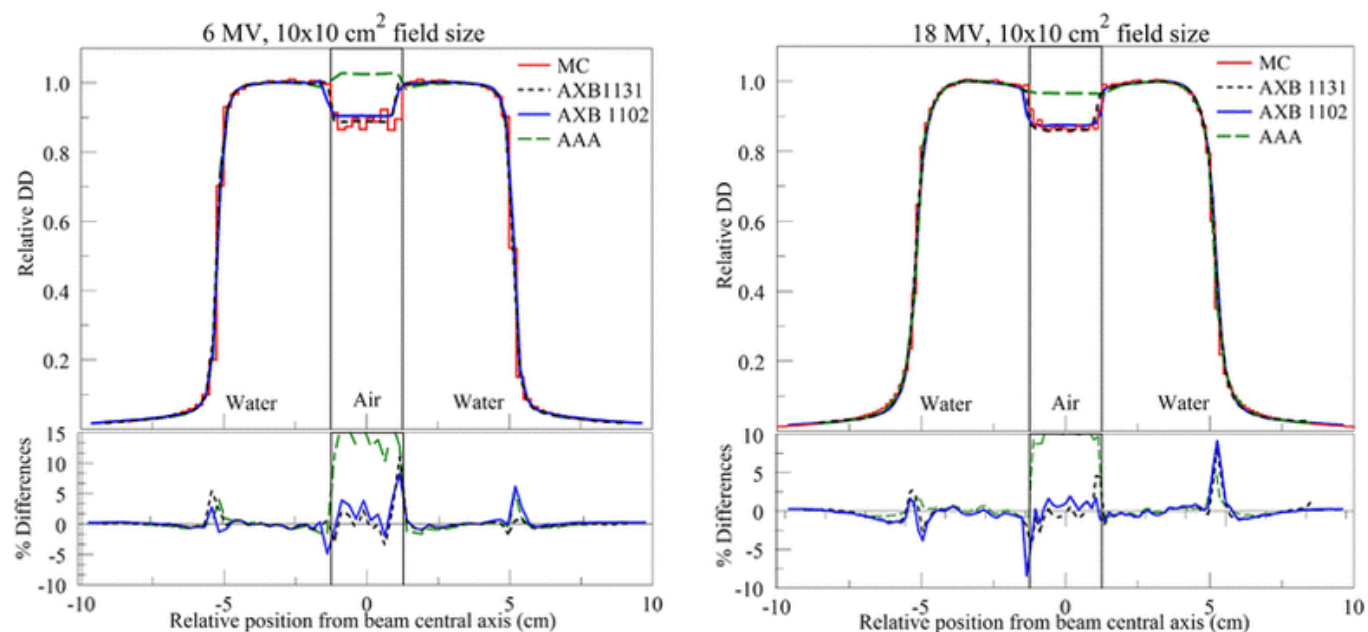 6 MV, 10x10 cm² field size
MC
AXB1131
AXB 1102
AAA
Relative DD
1.0
0.8
0.6
0.4
0.2
Water Air Water
% Differences
15
10
5
0
-5
-10
-10 -5 0 5 10
Relative position from beam central axis (cm)
18 MV, 10x10 cm² field size
MC
AXB 1131
AXB 1102
AAA
Relative DD
1.0
0.8
0.6
0.4
0.2
Water Air Water
% Differences
10
5
0
-5
-10
-10 -5 0 5 10
Relative position from beam central axis (cm)